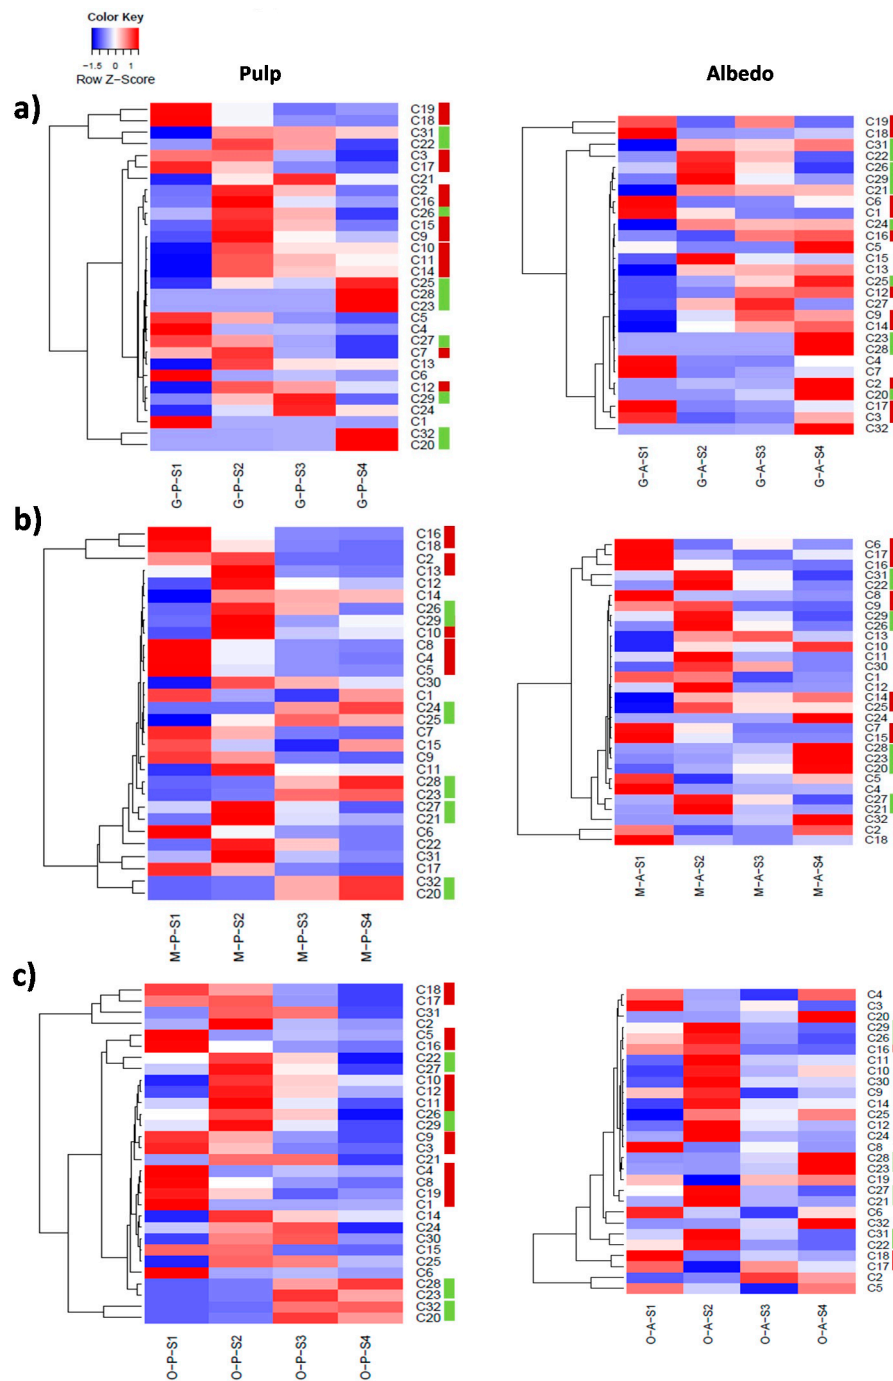 Color Key
−1.5 0 1
Row Z−Score
Pulp
Albedo
a)
C19
C18
C31
C22
C3
C17
C21
C2
C16
C26
C15
C9
C10
C11
C14
C25
C28
C23
C5
C4
C27
C7
C13
C6
C12
C29
C24
C1
C32
C20
G−P−S1
G−P−S2
G−P−S3
G−P−S4
C19
C18
C31
C22
C26
C29
C21
C6
C1
C24
C16
C5
C15
C13
C25
C12
C27
C9
C14
C23
C28
C4
C7
C2
C20
C17
C3
C32
G−A−S1
G−A−S2
G−A−S3
G−A−S4
b)
C16
C18
C2
C13
C12
C14
C26
C29
C10
C8
C4
C5
C30
C1
C24
C25
C7
C15
C9
C11
C28
C23
C27
C21
C6
C22
C31
C17
C32
C20
M−P−S1
M−P−S2
M−P−S3
M−P−S4
C6
C17
C16
C31
C22
C8
C9
C29
C26
C13
C10
C11
C30
C1
C12
C14
C25
C24
C7
C15
C28
C23
C20
C5
C4
C27
C21
C32
C2
C18
M−A−S1
M−A−S2
M−A−S3
M−A−S4
c)
C18
C17
C31
C2
C5
C16
C22
C27
C10
C12
C11
C26
C29
C9
C3
C21
C4
C8
C19
C1
C14
C24
C30
C15
C25
C6
C28
C23
C32
C20
O−P−S1
O−P−S2
O−P−S3
O−P−S4
C4
C3
C20
C29
C26
C16
C11
C10
C30
C9
C14
C25
C12
C24
C8
C28
C23
C19
C27
C21
C6
C32
C31
C22
C18
C17
C2
C5
O−A−S1
O−A−S2
O−A−S3
O−A−S4